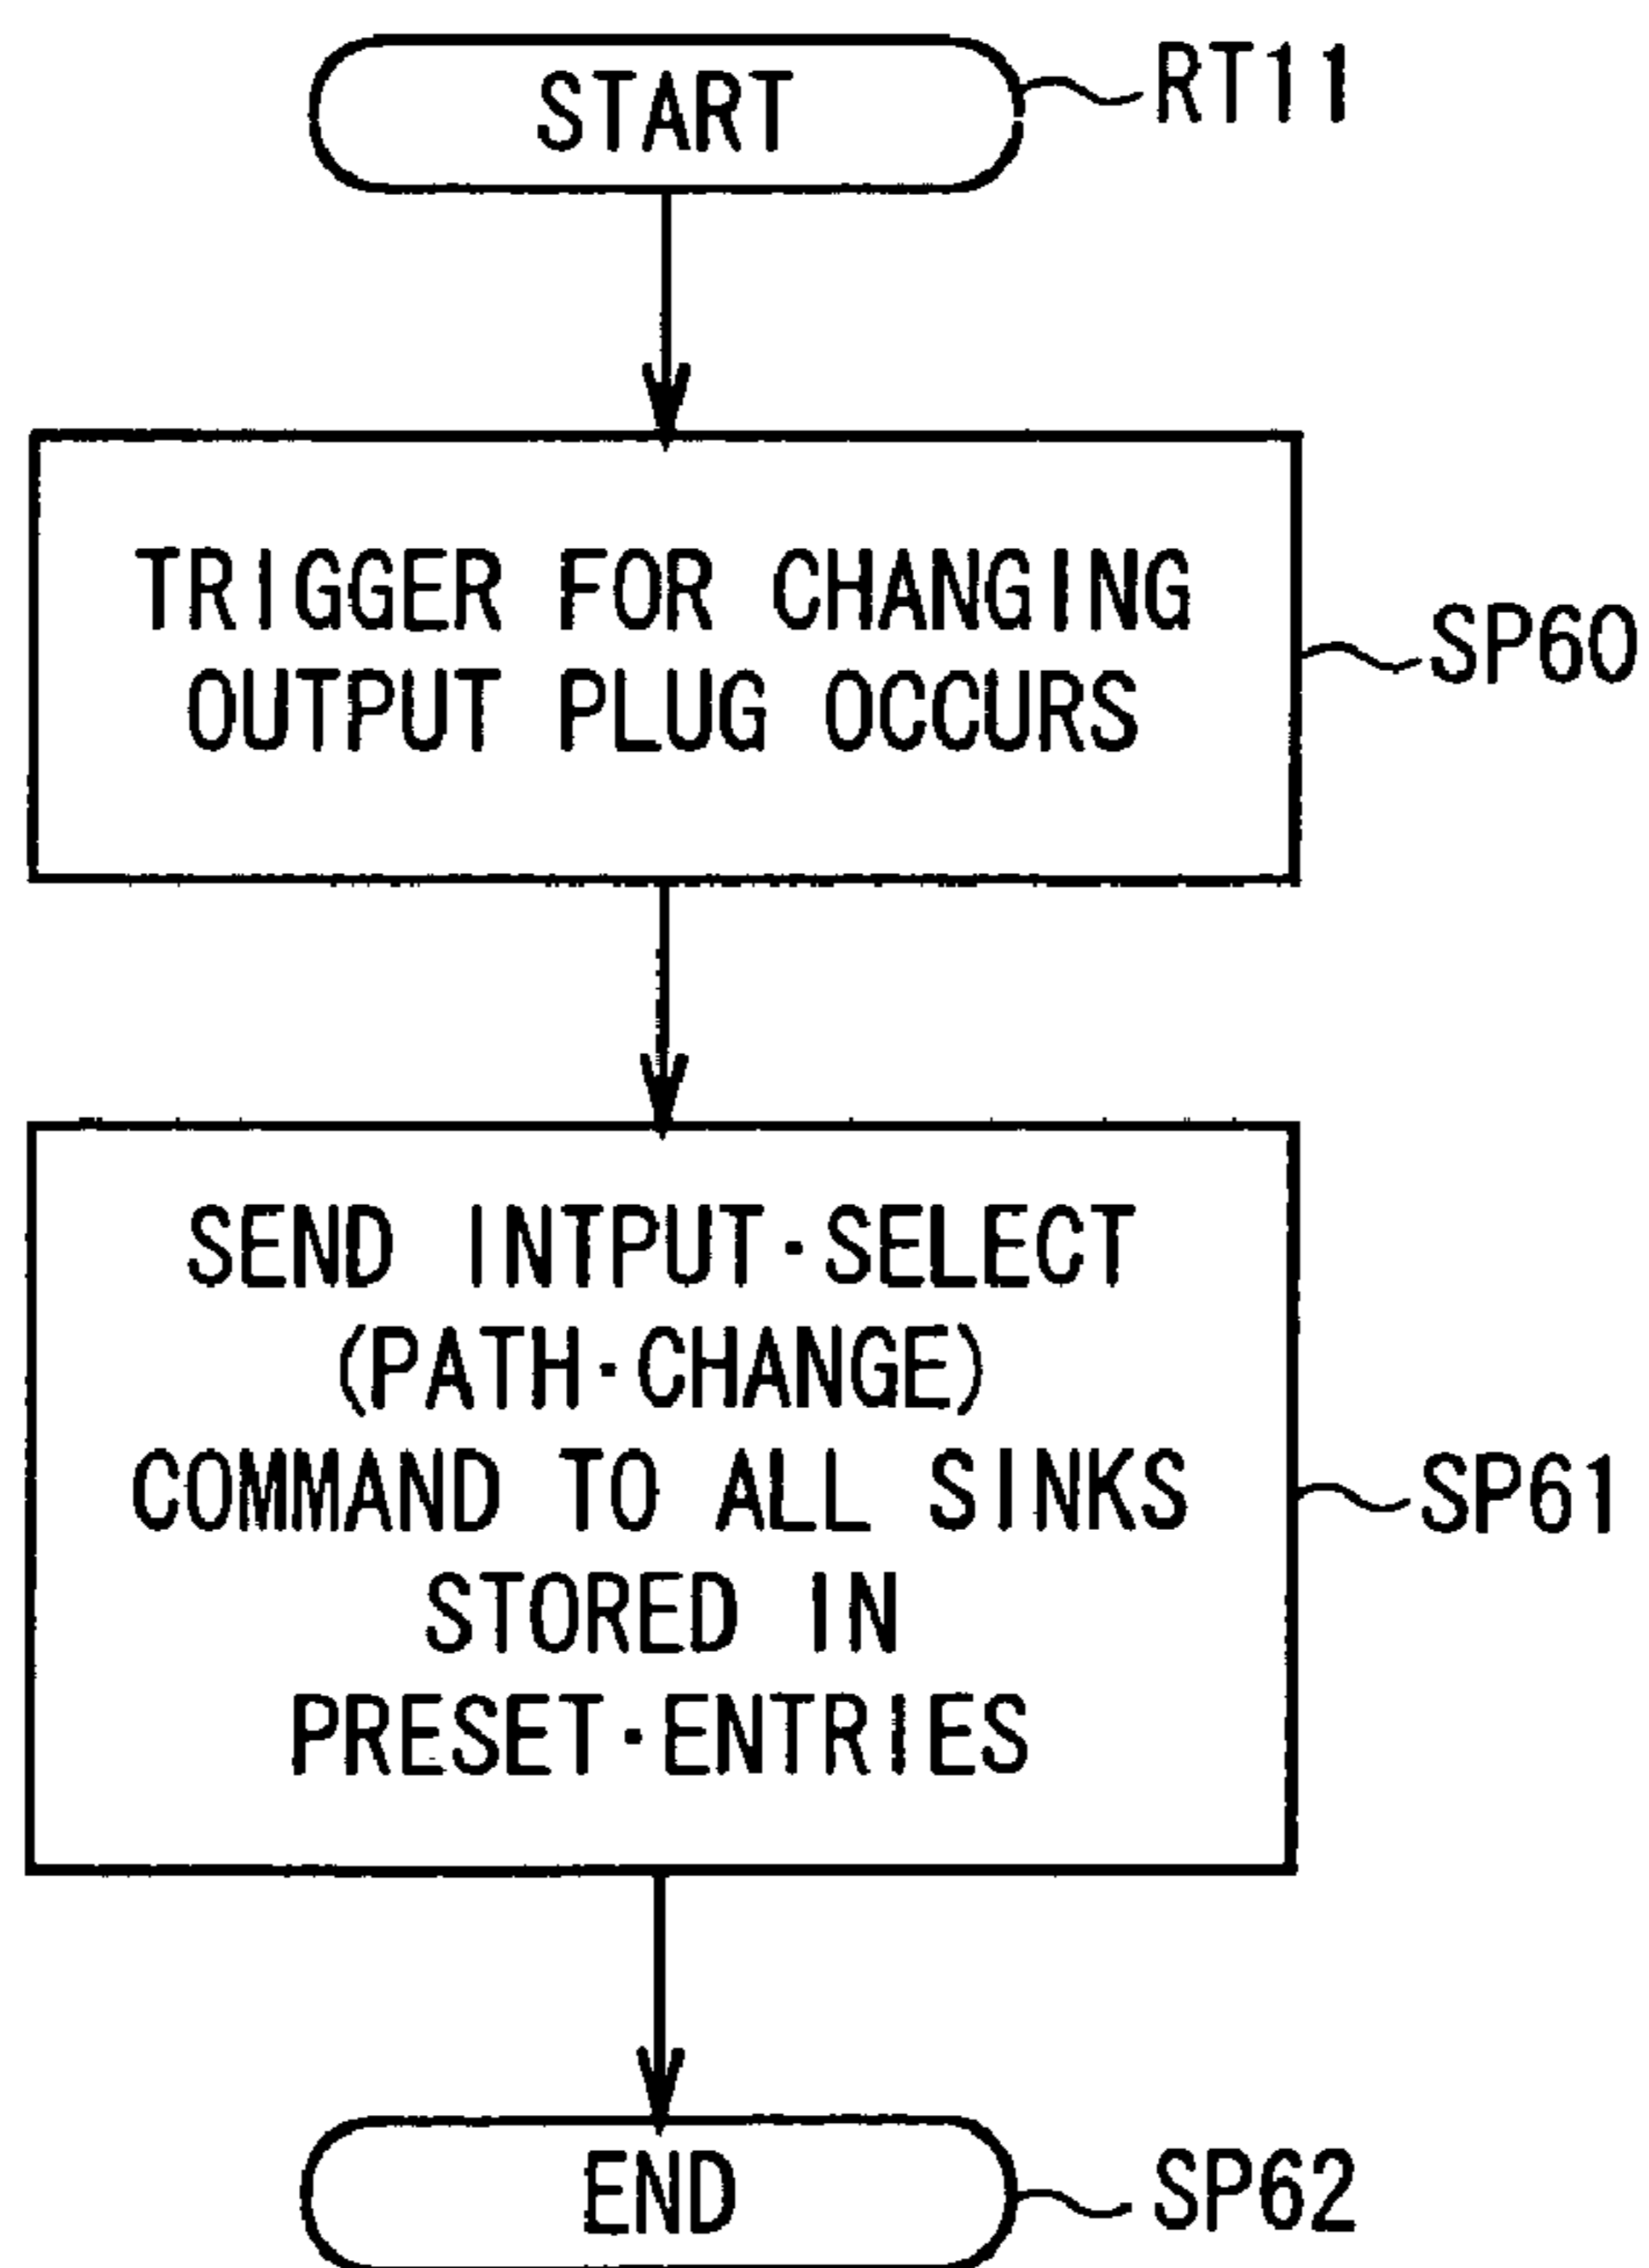 START
RT11
TRIGGER FOR CHANGING
OUTPUT PLUG OCCURS
SP60
SEND INTPUT·SELECT
(PATH·CHANGE)
COMMAND TO ALL SINKS
STORED IN
PRESET·ENTRIES
SP61
END
SP62